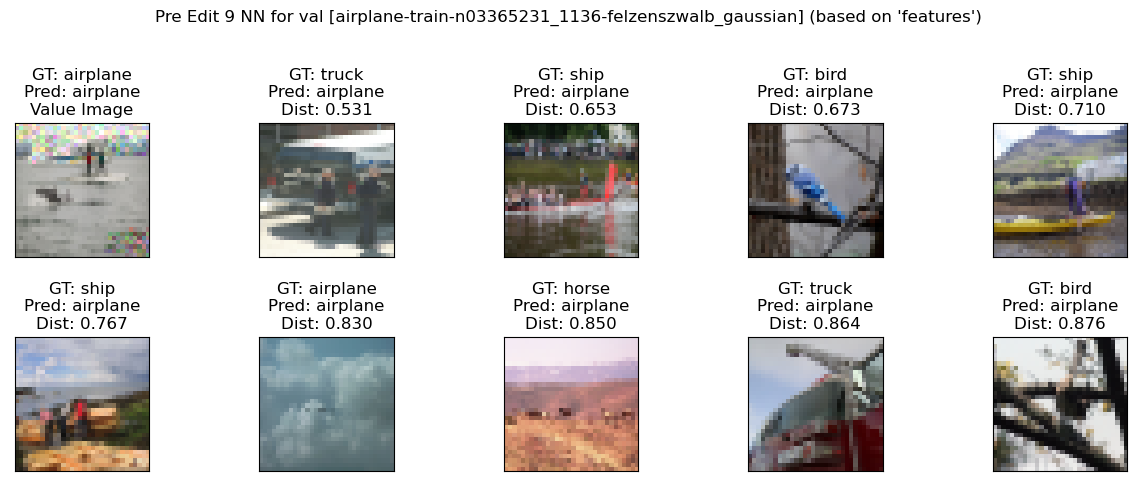 Pre Edit 9 NN for val [airplane-train-n03365231_1136-felzenszwalb_gaussian] (based on 'features')
GT: airplane
Pred: airplane
Value Image
GT: truck
Pred: airplane
Dist: 0.531
GT: ship
Pred: airplane
Dist: 0.653
GT: bird
Pred: airplane
Dist: 0.673
GT: ship
Pred: airplane
Dist: 0.710
GT: ship
Pred: airplane
Dist: 0.767
GT: airplane
Pred: airplane
Dist: 0.830
GT: horse
Pred: airplane
Dist: 0.850
GT: truck
Pred: airplane
Dist: 0.864
GT: bird
Pred: airplane
Dist: 0.876